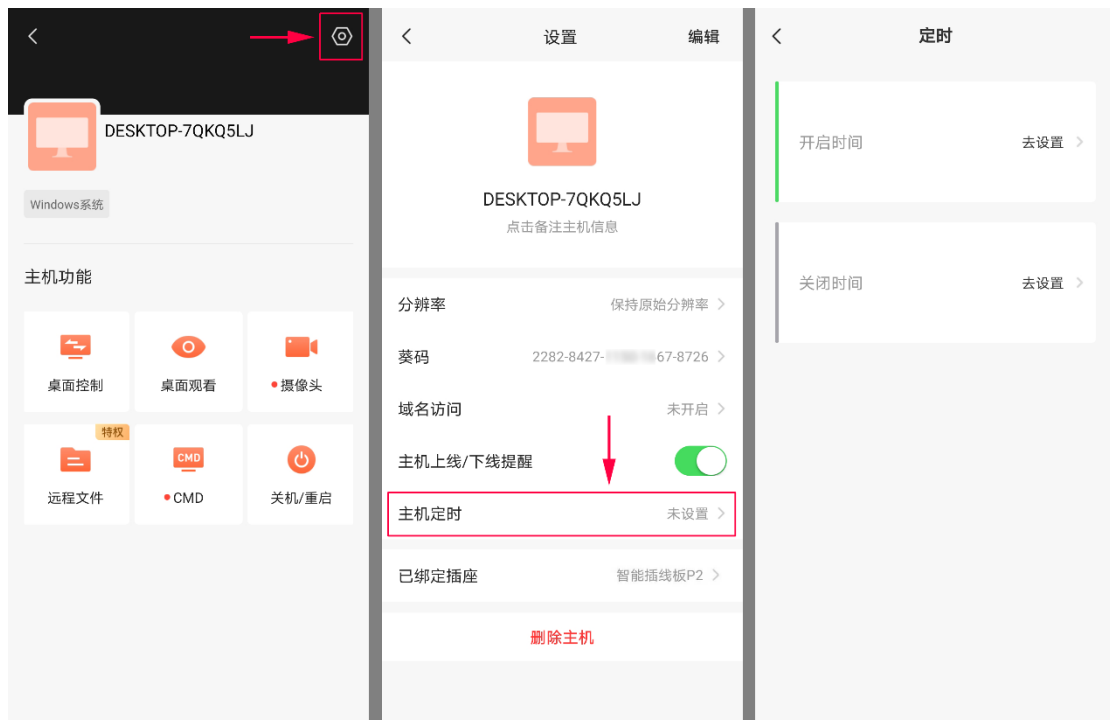 DESKTOP-7QKQ5LJ
Windows系统
主机功能
桌面控制
桌面观看
摄像头
特权
远程文件
CMD
CMD
关机/重启
设置
编辑
DESKTOP-7QKQ5LJ
点击备注主机信息
分辨率
保持原始分辨率
葵码
2282-8427-
67-8726
域名访问
未开启
主机上线/下线提醒
主机定时
未设置
已绑定插座
智能插线板P2
删除主机
定时
开启时间
去设置
关闭时间
去设置